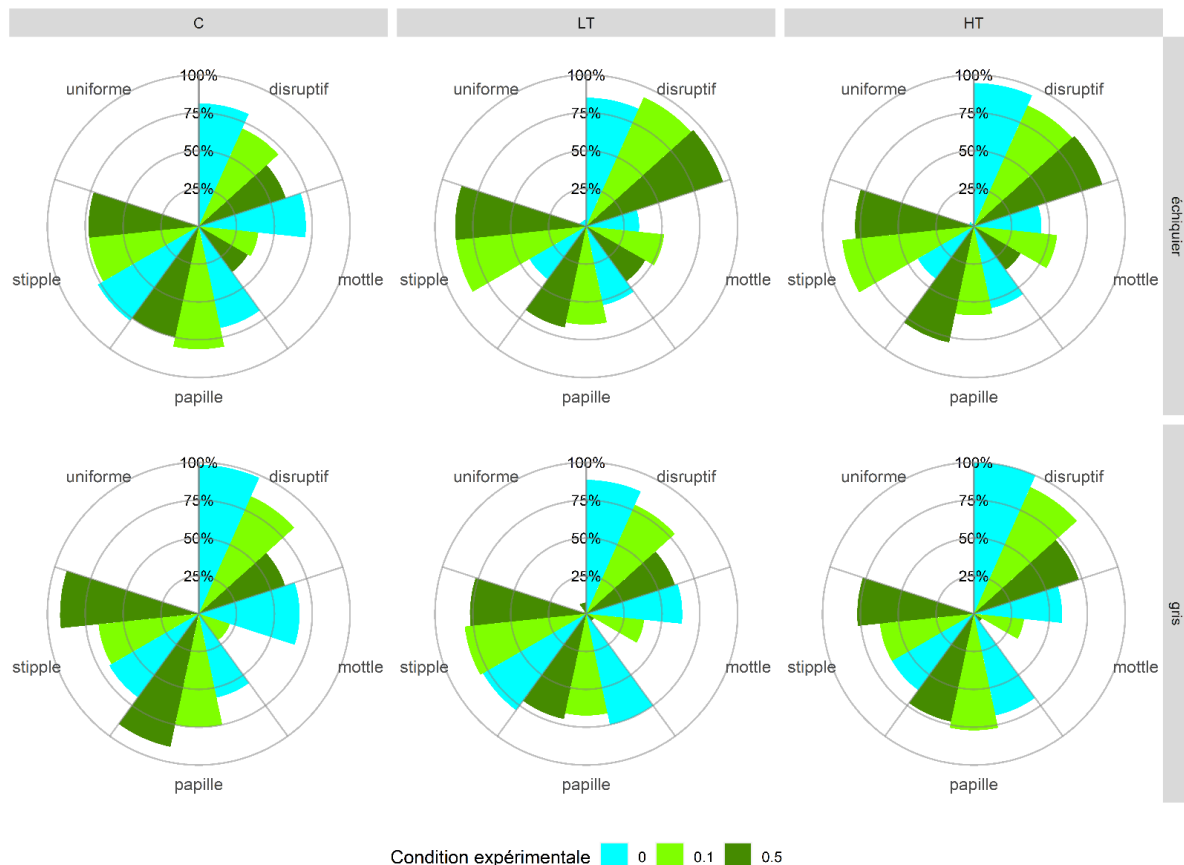 C LT HT
100% 100% 100%
uniforme disruptif uniforme disruptif uniforme disruptif
75% 75% 75%
50% 50% 50%
25% 25% 25%
échiquier
stipple mottle stipple mottle stipple mottle
papille papille papille
100% 100% 100%
uniforme disruptif uniforme disruptif uniforme disruptif
75% 75% 75%
50% 50% 50%
25% 25% 25%
gris
stipple mottle stipple mottle stipple mottle
papille papille papille
Condition expérimentale 0 0.1 0.5